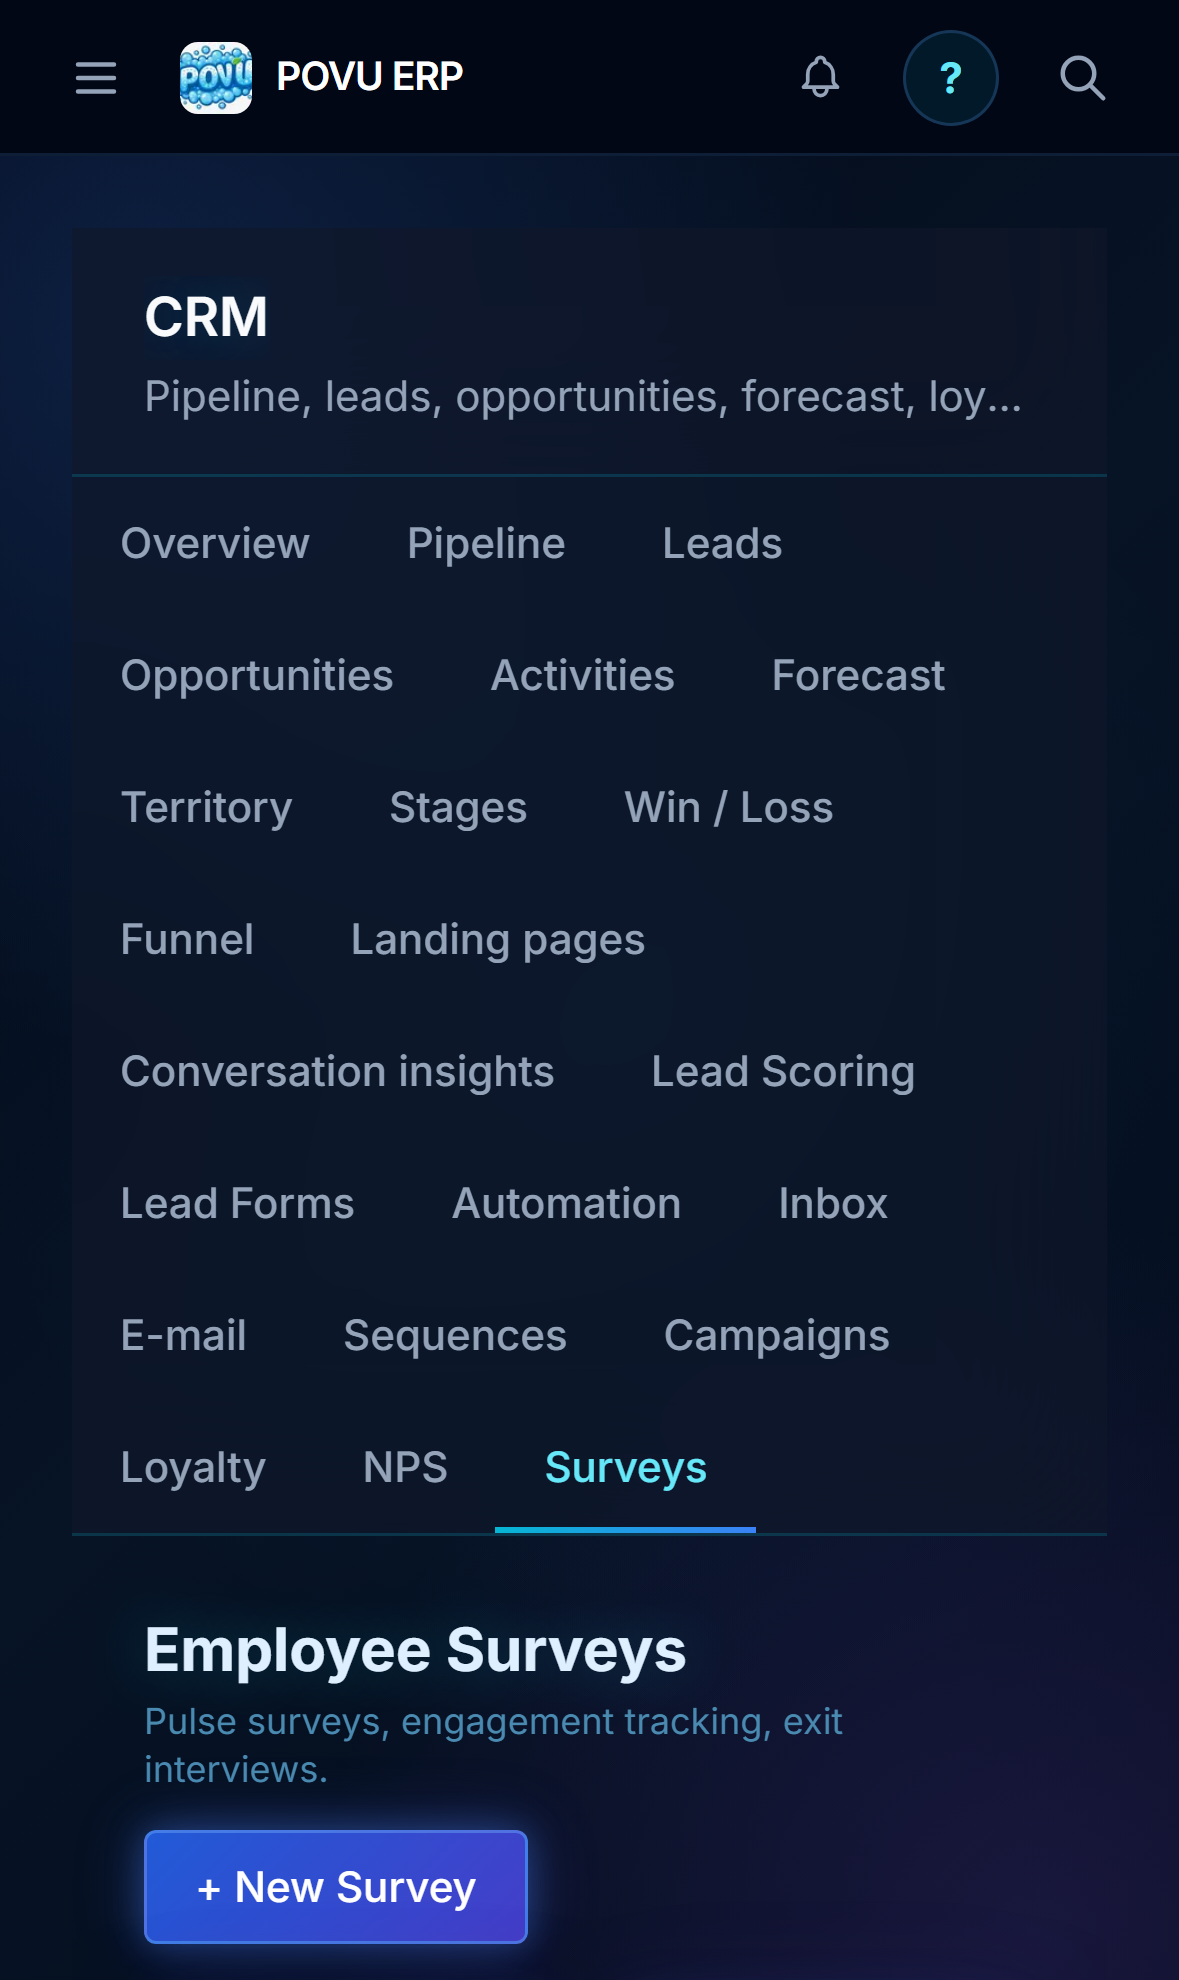 POVU
POVU ERP
?
CRM
Pipeline, leads, opportunities, forecast, loy...
Overview Pipeline Leads
Opportunities Activities Forecast
Territory Stages Win / Loss
Funnel Landing pages
Conversation insights Lead Scoring
Lead Forms Automation Inbox
E-mail Sequences Campaigns
Loyalty NPS Surveys
Employee Surveys
Pulse surveys, engagement tracking, exit
interviews.
+ New Survey